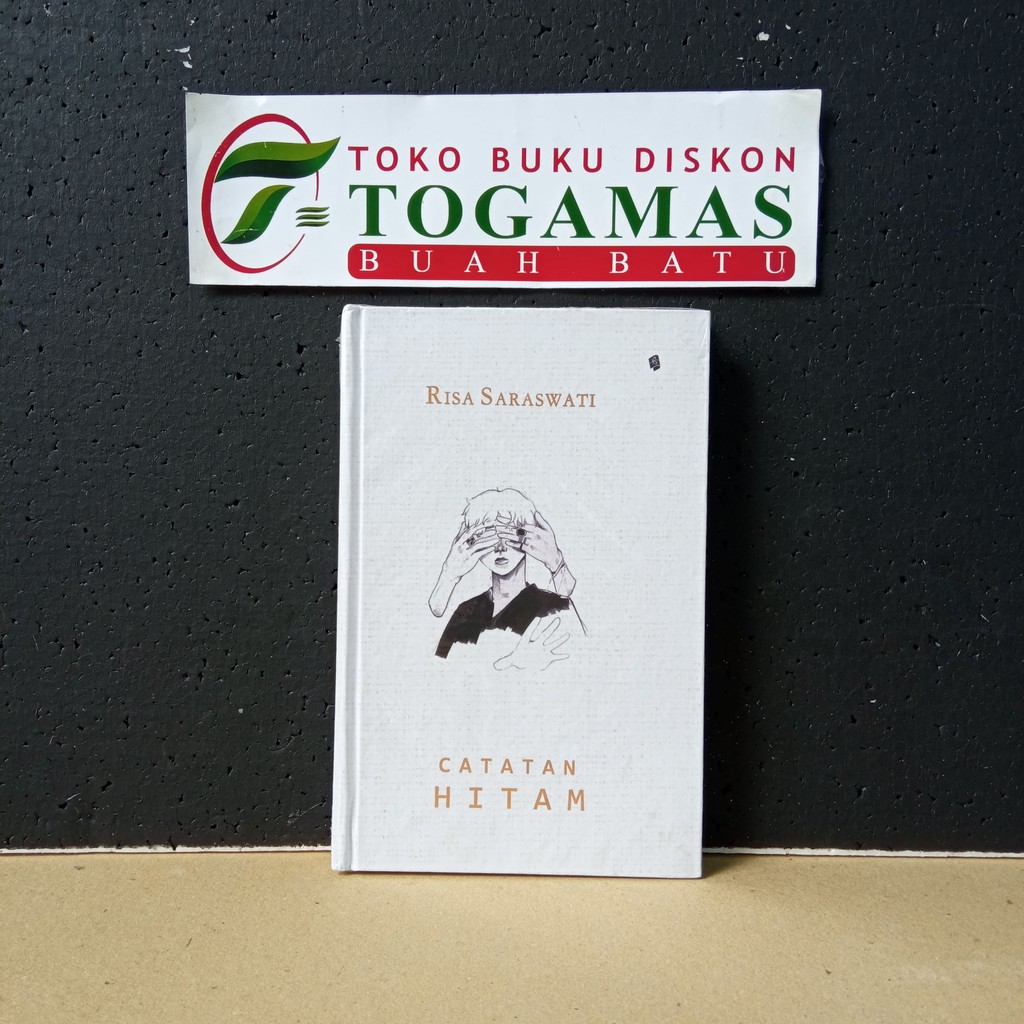 TOKO BUKU DISKON
TOGAMAS
BUAH BATU
RISA SARASWATI
CATATAN
HITAM